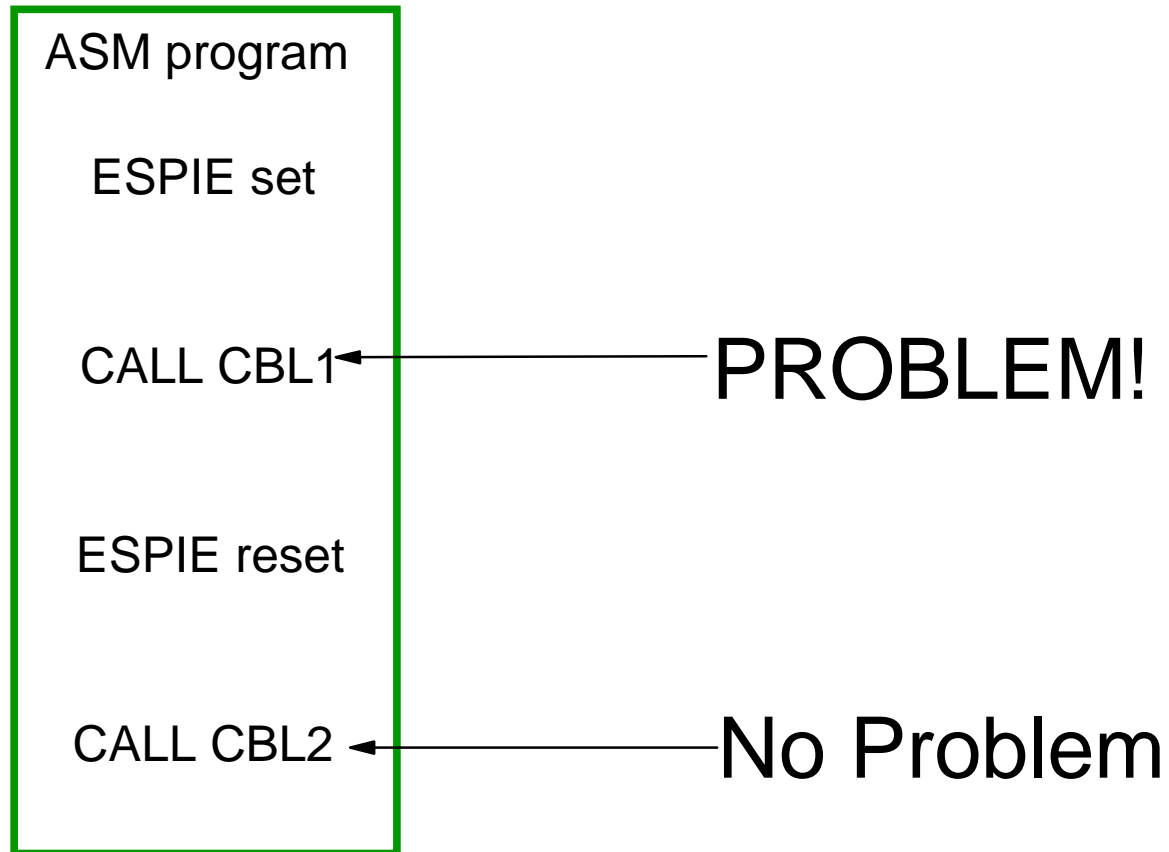 ASM program
ESPIE set
CALL CBL1
PROBLEM!
ESPIE reset
CALL CBL2
No Problem